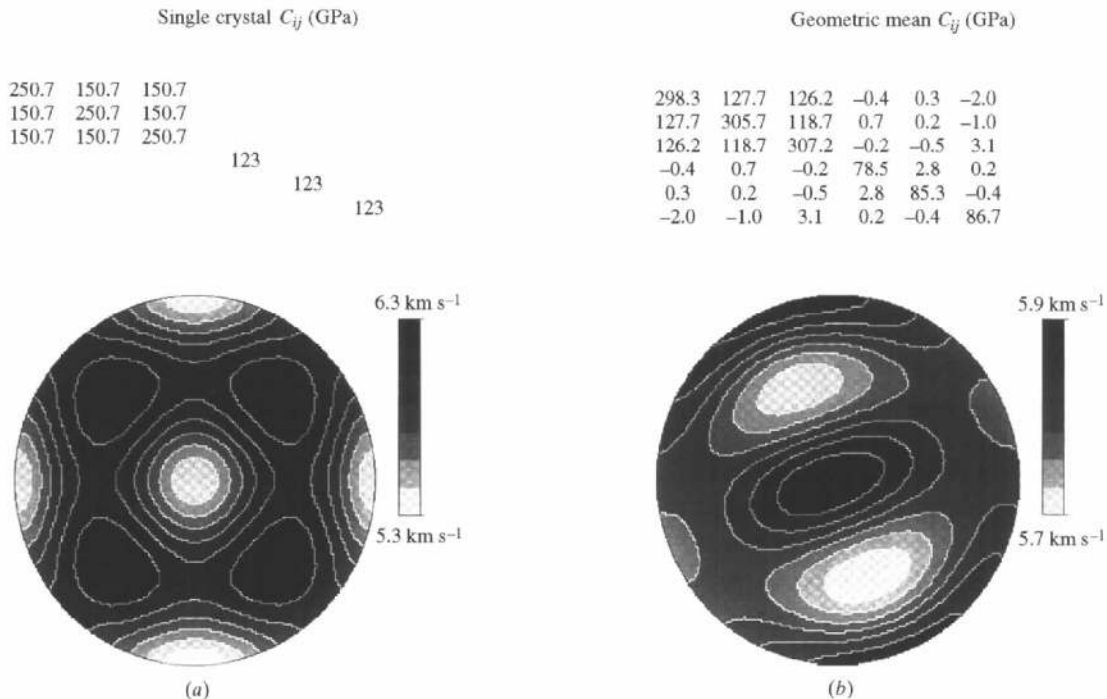 Single crystal Cij (GPa)
250.7 150.7 150.7
150.7 250.7 150.7
150.7 150.7 250.7
123
123
123
6.3 km s−1
5.3 km s−1
(a)
Geometric mean Cij (GPa)
298.3 127.7 126.2 −0.4 0.3 −2.0
127.7 305.7 118.7 0.7 0.2 −1.0
126.2 118.7 307.2 −0.2 −0.5 3.1
−0.4 0.7 −0.2 78.5 2.8 0.2
0.3 0.2 −0.5 2.8 85.3 −0.4
−2.0 −1.0 3.1 0.2 −0.4 86.7
5.9 km s−1
5.7 km s−1
(b)